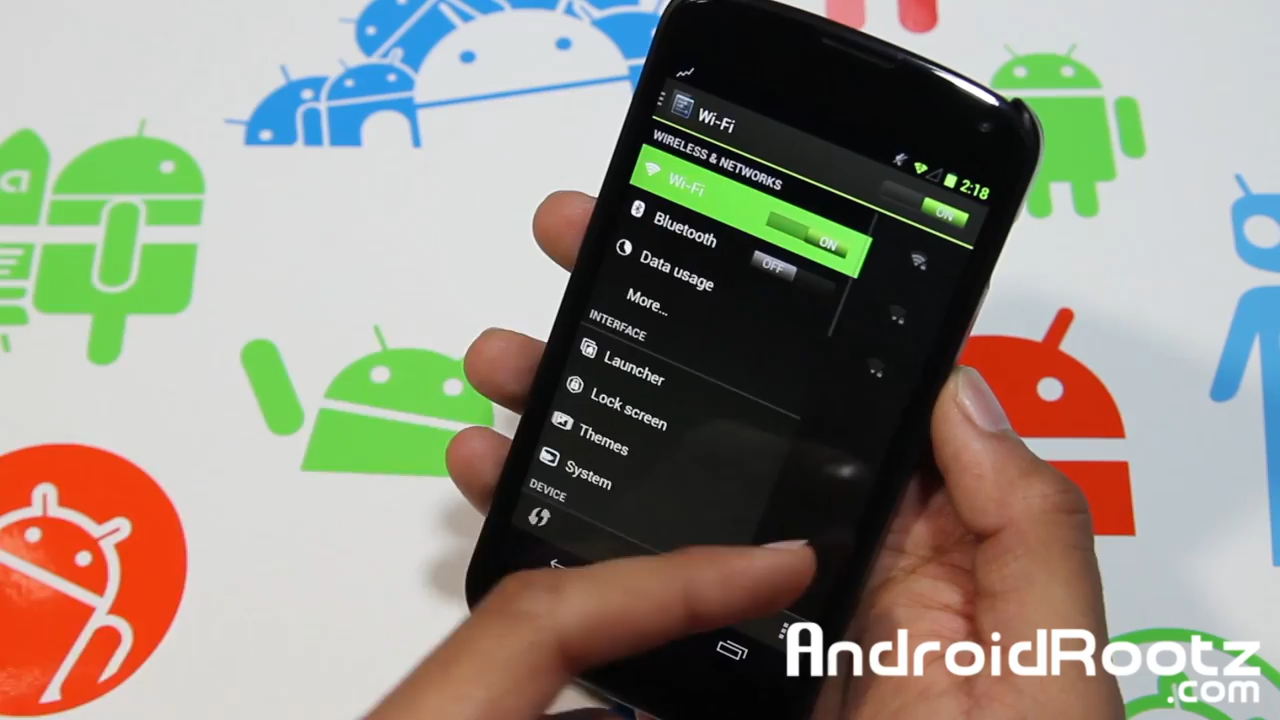 Wi-Fi
2:18
ON
WIRELESS & NETWORKS
Wi-Fi
ON
Bluetooth
OFF
Data usage
More...
INTERFACE
Launcher
Lock screen
Themes
System
DEVICE
a
AndroidRootz
.com